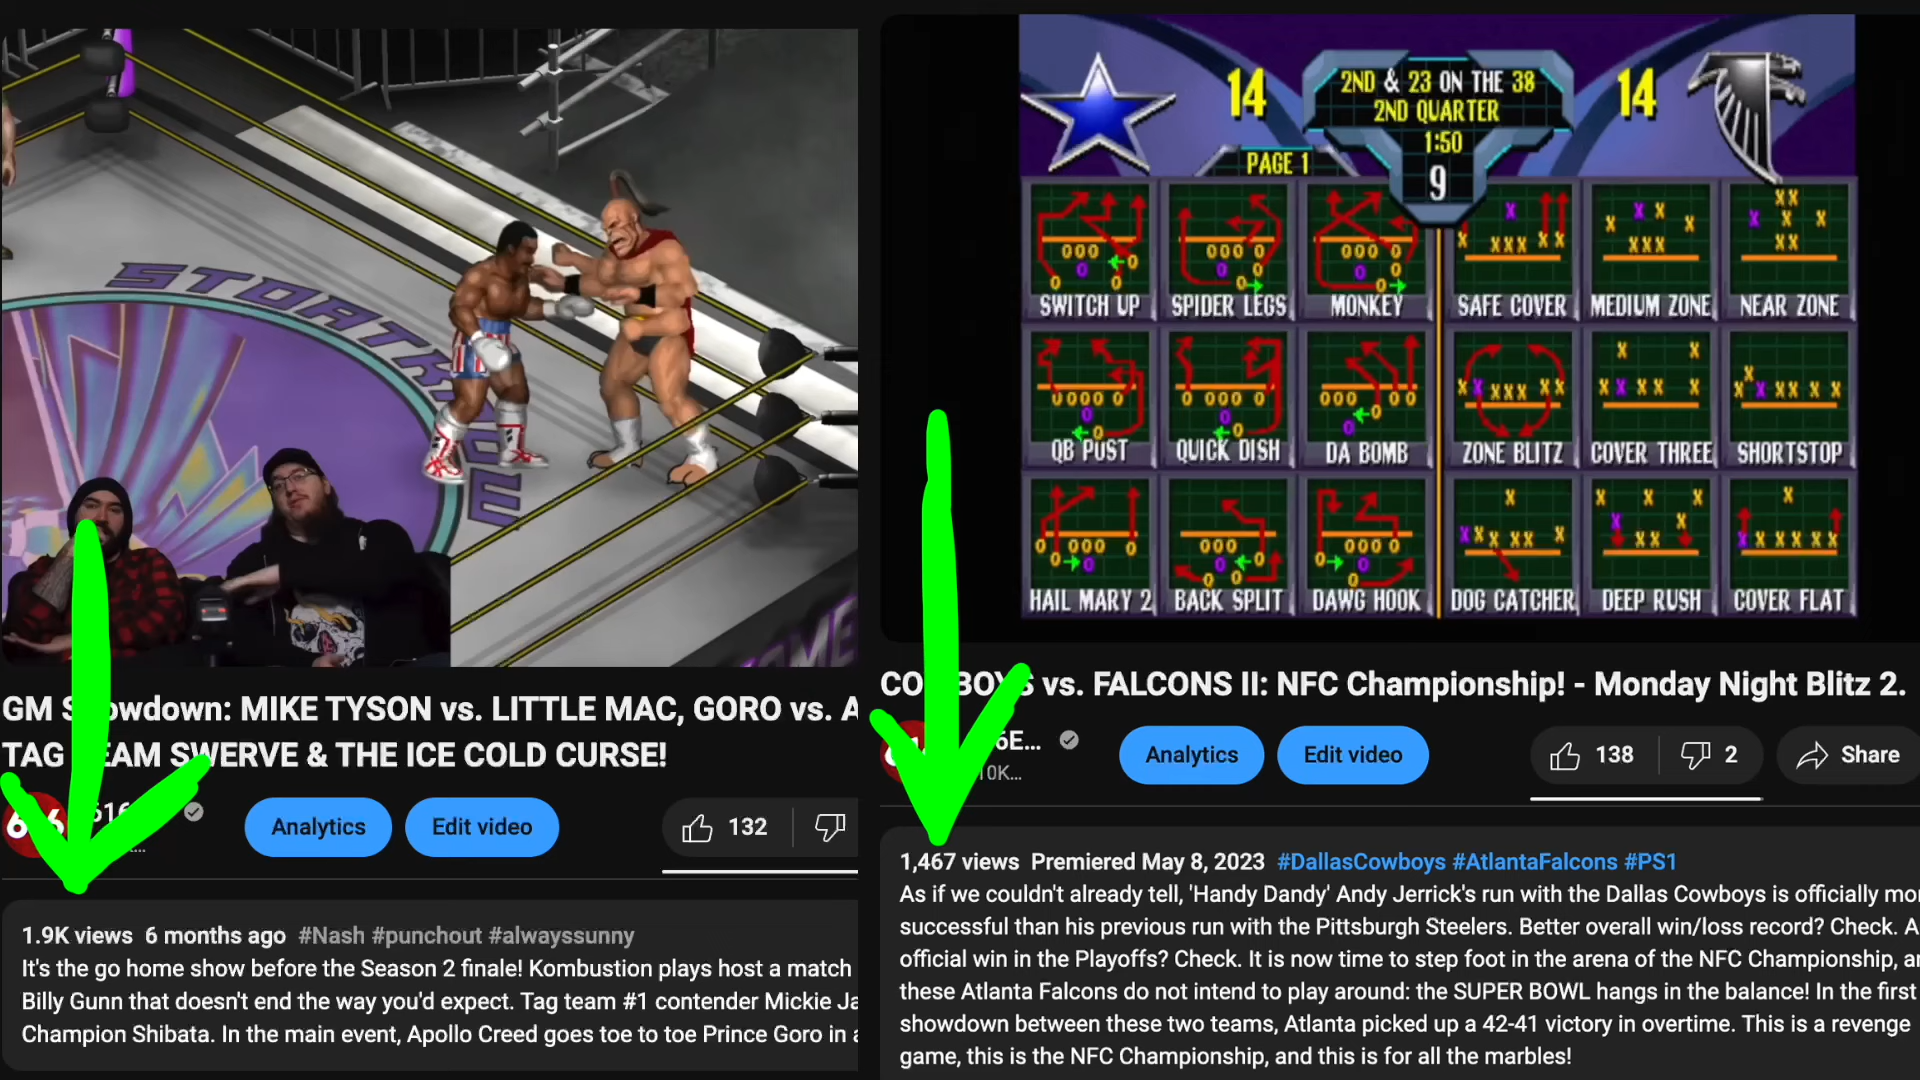 STORTKIDE
GM S owdown: MIKE TYSON vs. LITTLE MAC, GORO vs. A
TAG EAM SWERVE & THE ICE COLD CURSE!
616
Analytics
Edit video
132
1.9K views 6 months ago #Nash #punchout #alwayssunny
It's the go home show before the Season 2 finale! Kombustion plays host a match
Billy Gunn that doesn't end the way you'd expect. Tag team #1 contender Mickie Ja
Champion Shibata. In the main event, Apollo Creed goes toe to toe Prince Goro in a
14
2ND & 23 ON THE 38
2ND QUARTER
1:50
9
14
PAGE 1
SWITCH UP SPIDER LEGS MONKEY SAFE COVER MEDIUM ZONE NEAR ZONE
QB PUST QUICK DISH DA BOMB ZONE BLITZ COVER THREE SHORTSTOP
HAIL MARY 2 BACK SPLIT DAWG HOOK DOG CATCHER DEEP RUSH COVER FLAT
CO BOYS vs. FALCONS II: NFC Championship! - Monday Night Blitz 2.
6E...
10K...
Analytics
Edit video
138
2
Share
1,467 views Premiered May 8, 2023 #DallasCowboys #AtlantaFalcons #PS1
As if we couldn't already tell, 'Handy Dandy' Andy Jerrick's run with the Dallas Cowboys is officially mo
successful than his previous run with the Pittsburgh Steelers. Better overall win/loss record? Check. A
official win in the Playoffs? Check. It is now time to step foot in the arena of the NFC Championship, a
these Atlanta Falcons do not intend to play around: the SUPER BOWL hangs in the balance! In the first
showdown between these two teams, Atlanta picked up a 42-41 victory in overtime. This is a revenge
game, this is the NFC Championship, and this is for all the marbles!